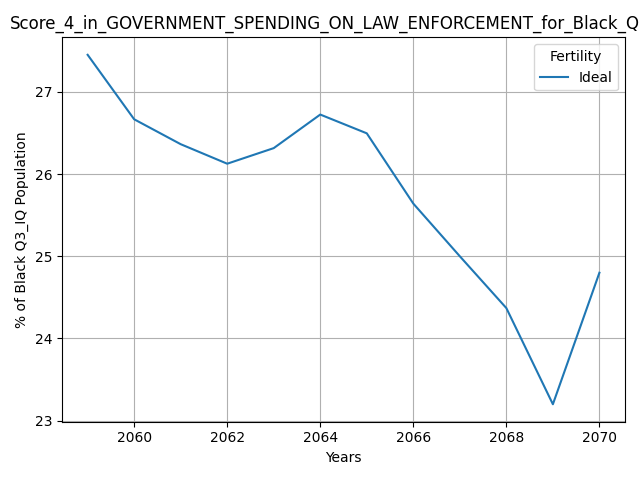 Score_4_in_GOVERNMENT_SPENDING_ON_LAW_ENFORCEMENT_for_Black_Q
Fertility
Ideal
% of Black Q3_IQ Population
27
26
25
24
23
2060 2062 2064 2066 2068 2070
Years